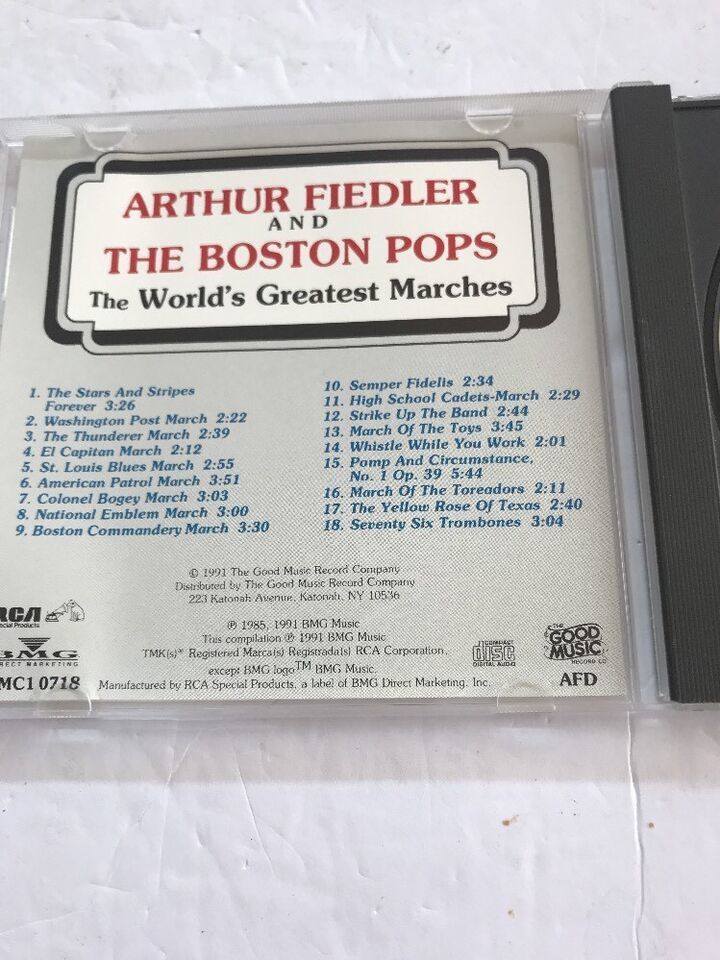 ARTHUR FIEDLER
AND
THE BOSTON POPS
The World's Greatest Marches
1. The Stars And Stripes
Forever 3:26
2. Washington Post March 2:22
3. The Thunderer March 2:39
4. El Capitan March 2:12
5. St. Louis Blues March 2:55
6. American Patrol March 3:51
7. Colonel Bogey March 3:03
8. National Emblem March 3:00
9. Boston Commandery March 3:30
10. Semper Fidelis 2:34
11. High School Cadets-March 2:29
12. Strike Up The Band 2:44
13. March Of The Toys 3:45
14. Whistle While You Work 2:01
15. Pomp And Circumstance,
No. 1 Op. 39 5:44
16. March Of The Toreadors 2:11
17. The Yellow Rose Of Texas 2:40
18. Seventy Six Trombones 3:04
© 1991 The Good Music Record Company
Distributed by The Good Music Record Company
223 Katonah Avenue, Katonah, NY 10536
℗ 1985, 1991 BMG Music
This compilation ℗ 1991 BMG Music
TMK(s)® Registered Marca(s) Registrada(s) RCA Corporation,
except BMG logo™ BMG Music.
Manufactured by RCA Special Products, a label of BMG Direct Marketing, Inc.
RCA
Special Products
BMG
DIRECT MARKETING
MC1 0718
COMPACT
disc
DIGITAL AUDIO
THE
GOOD
MUSIC
RECORD CO.
AFD